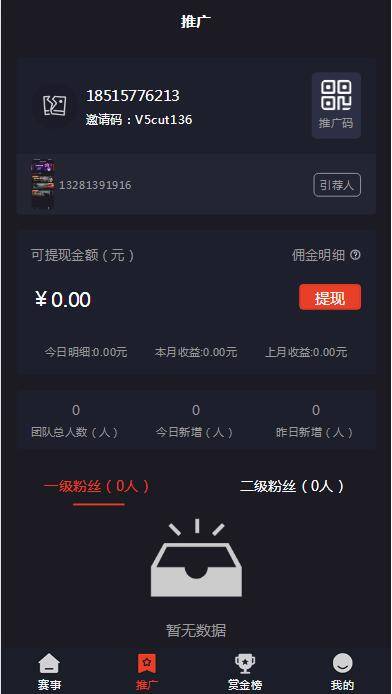 推广
18515776213
邀请码：V5cut136
推广码
13281391916
引荐人
可提现金额（元）
佣金明细
￥0.00
提现
今日明细:0.00元 本月收益:0.00元 上月收益:0.00元
0 0 0
团队总人数（人） 今日新增（人） 昨日新增（人）
一级粉丝（0人） 二级粉丝（0人）
暂无数据
赛事 推广 赏金榜 我的